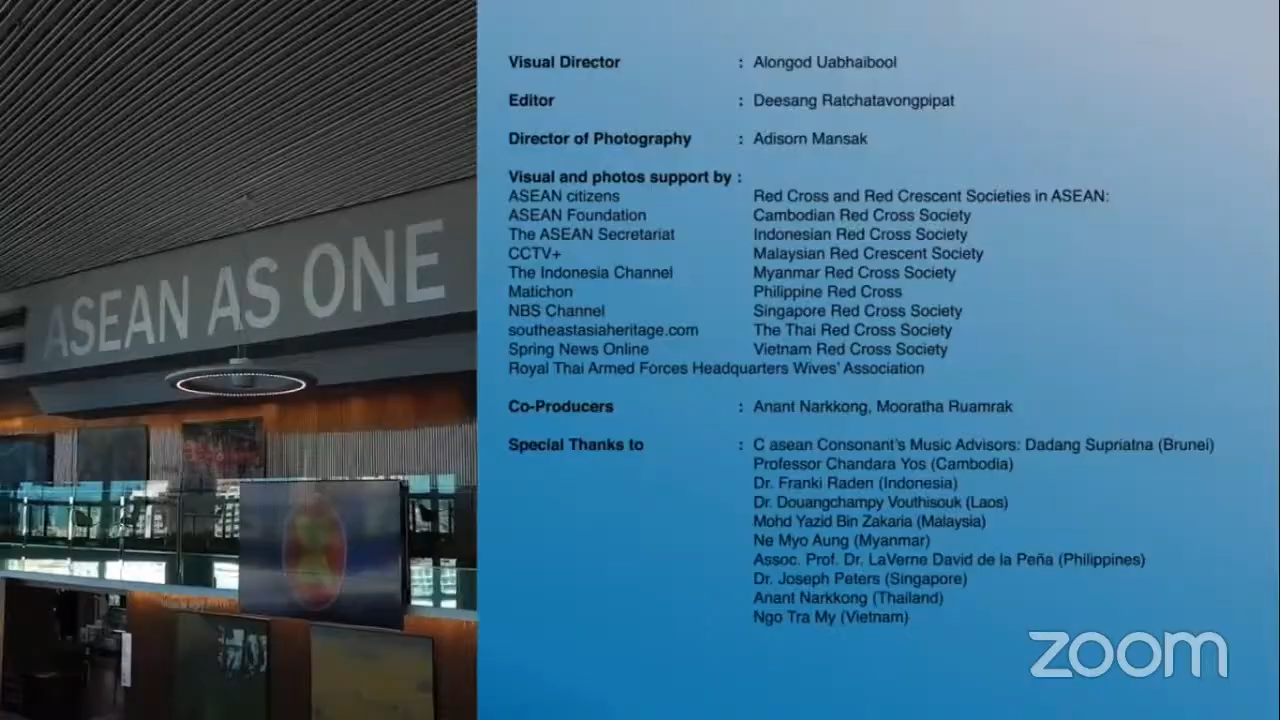 ASEAN AS ONE
Visual Director : Alongod Uabhaibool
Editor : Deesang Ratchatavongpipat
Director of Photography : Adisorn Mansak
Visual and photos support by :
ASEAN citizens Red Cross and Red Crescent Societies in ASEAN:
ASEAN Foundation Cambodian Red Cross Society
The ASEAN Secretariat Indonesian Red Cross Society
CCTV+ Malaysian Red Crescent Society
The Indonesia Channel Myanmar Red Cross Society
Matichon Philippine Red Cross
NBS Channel Singapore Red Cross Society
southeastasiaheritage.com The Thai Red Cross Society
Spring News Online Vietnam Red Cross Society
Royal Thai Armed Forces Headquarters Wives' Association
Co-Producers : Anant Narkkong, Mooratha Ruamrak
Special Thanks to : C asean Consonant's Music Advisors: Dadang Supriatna (Brunei)
Professor Chandara Yos (Cambodia)
Dr. Franki Raden (Indonesia)
Dr. Douangchampy Vouthisouk (Laos)
Mohd Yazid Bin Zakaria (Malaysia)
Ne Myo Aung (Myanmar)
Assoc. Prof. Dr. LaVerne David de la Peña (Philippines)
Dr. Joseph Peters (Singapore)
Anant Narkkong (Thailand)
Ngo Tra My (Vietnam)
zoom